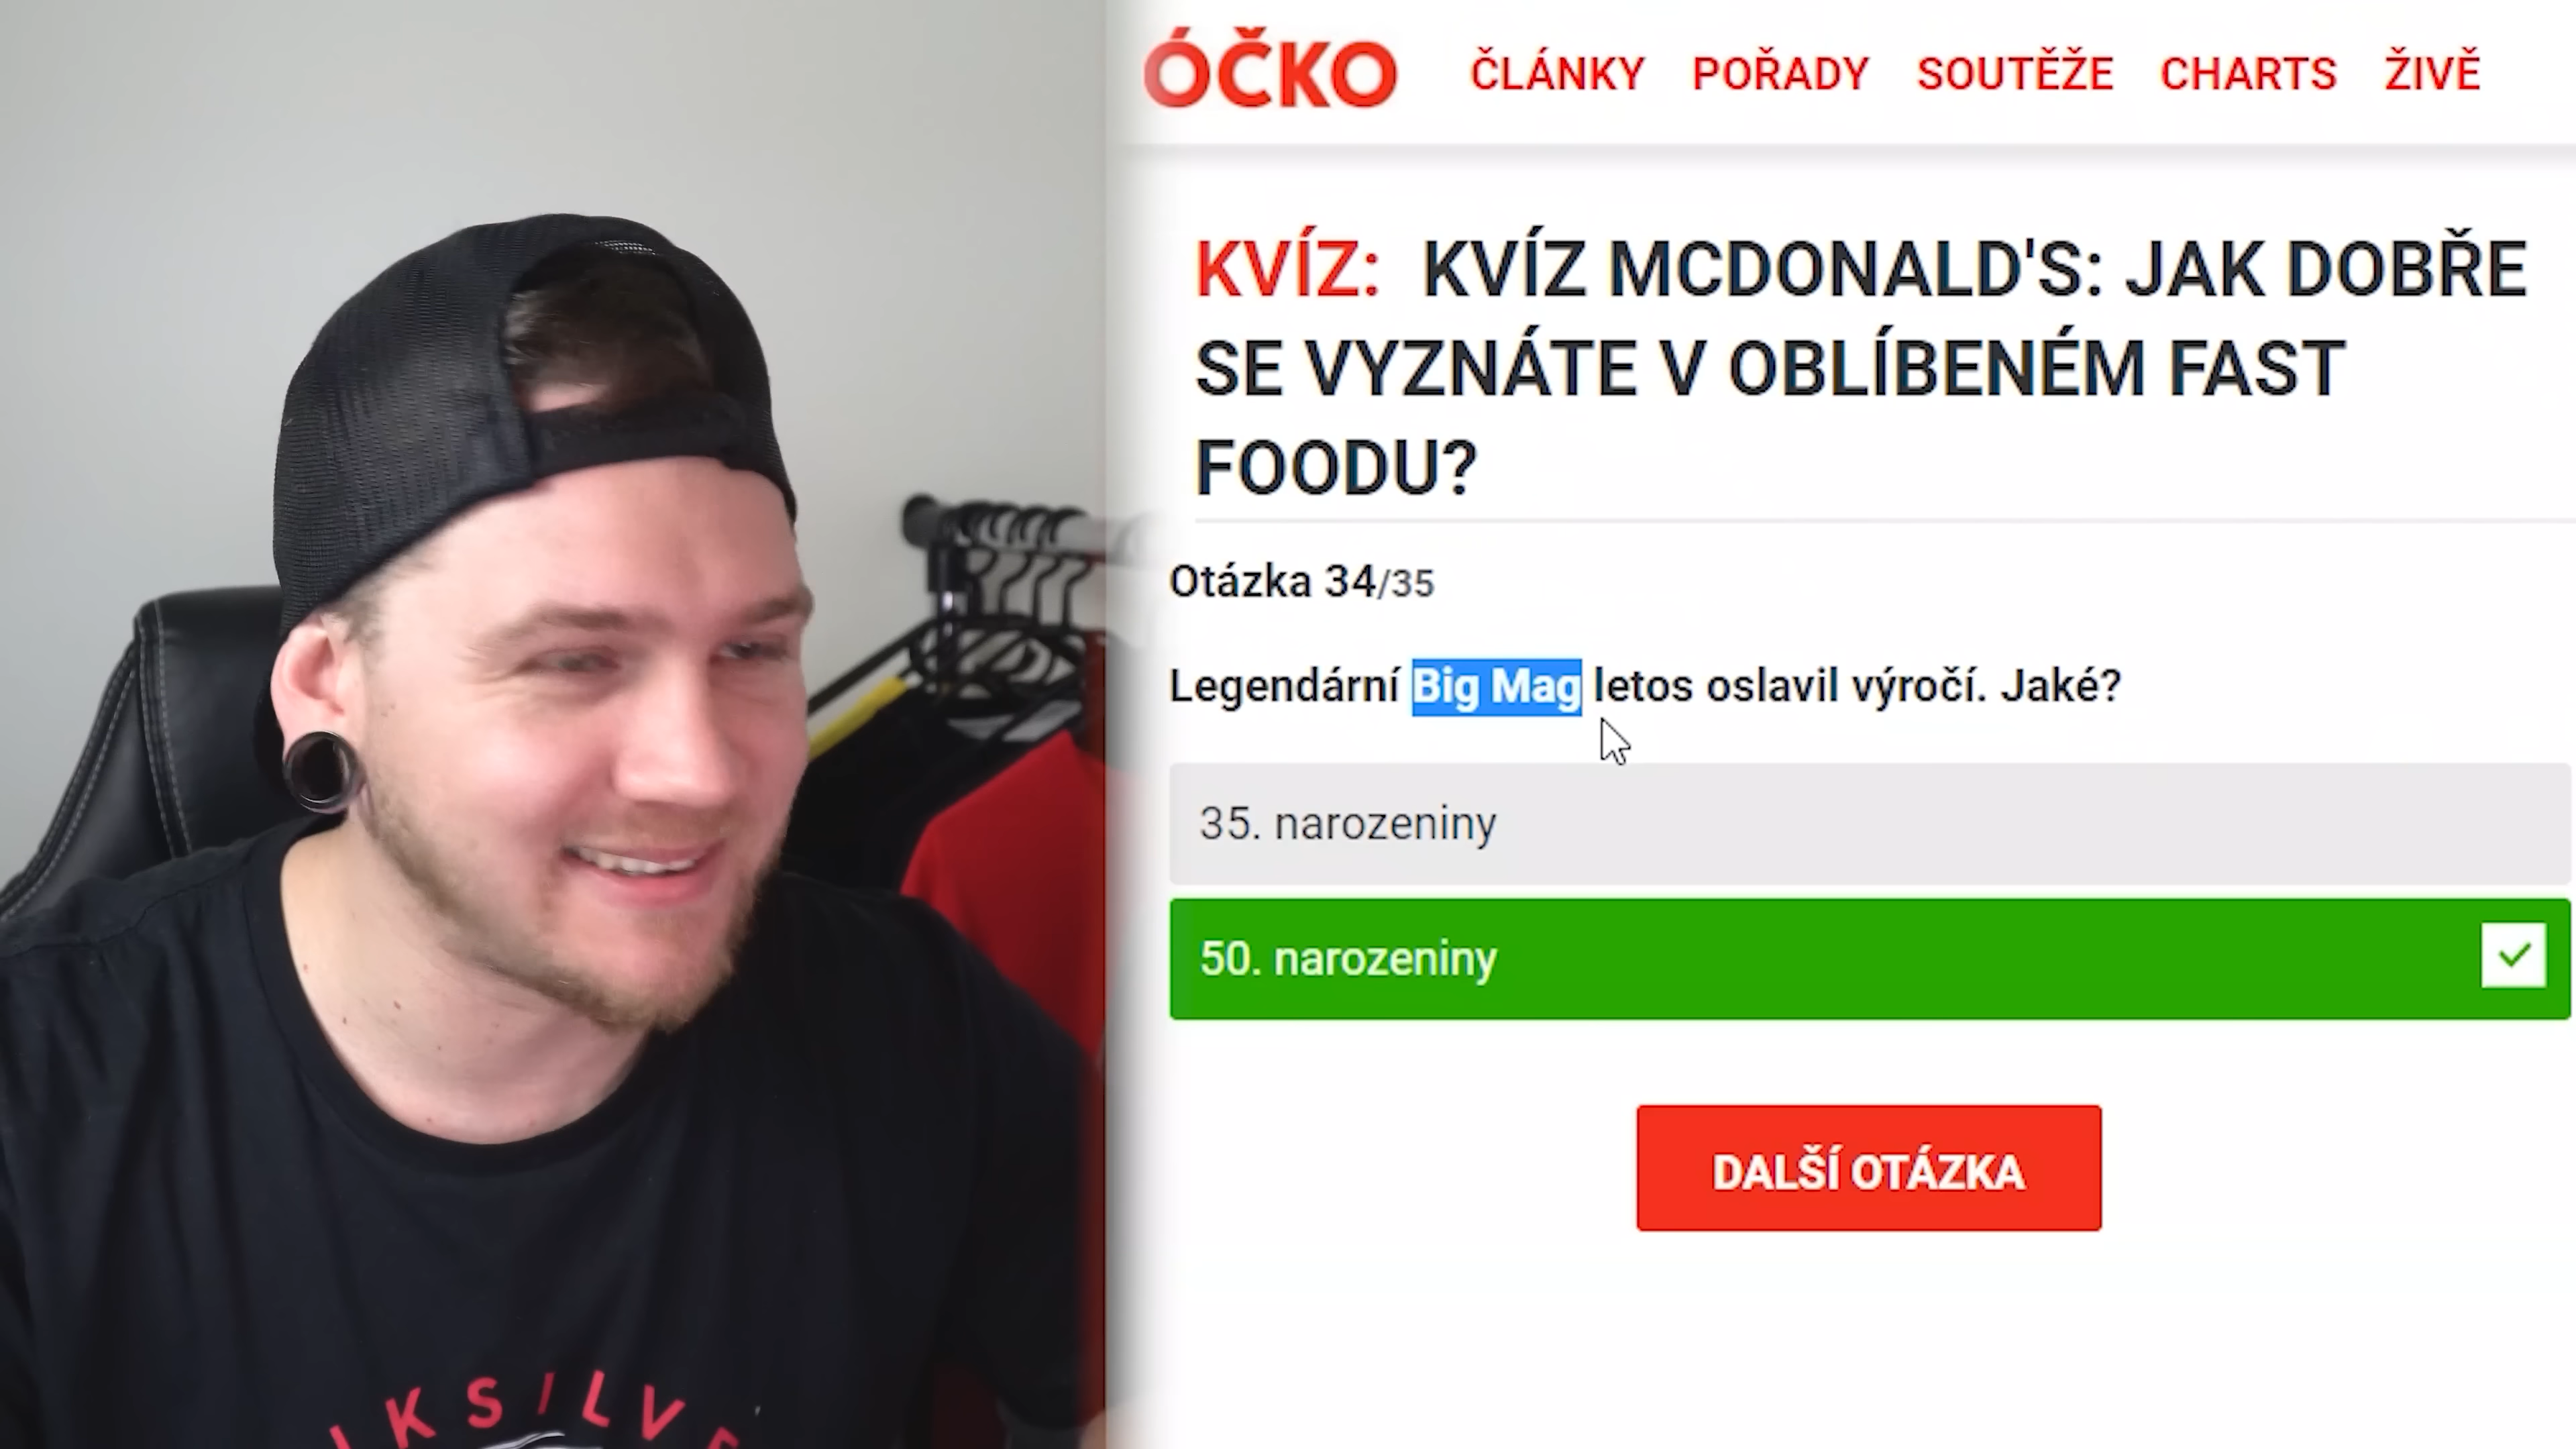 ÓČKO ČLÁNKY POŘADY SOUTĚŽE CHARTS ŽIVĚ
KVÍZ: KVÍZ MCDONALD'S: JAK DOBŘE
SE VYZNÁTE V OBLÍBENÉM FAST
FOODU?
Otázka 34/35
Legendární Big Mag letos oslavil výročí. Jaké?
35. narozeniny
50. narozeniny
DALŠÍ OTÁZKA
IKSILVE